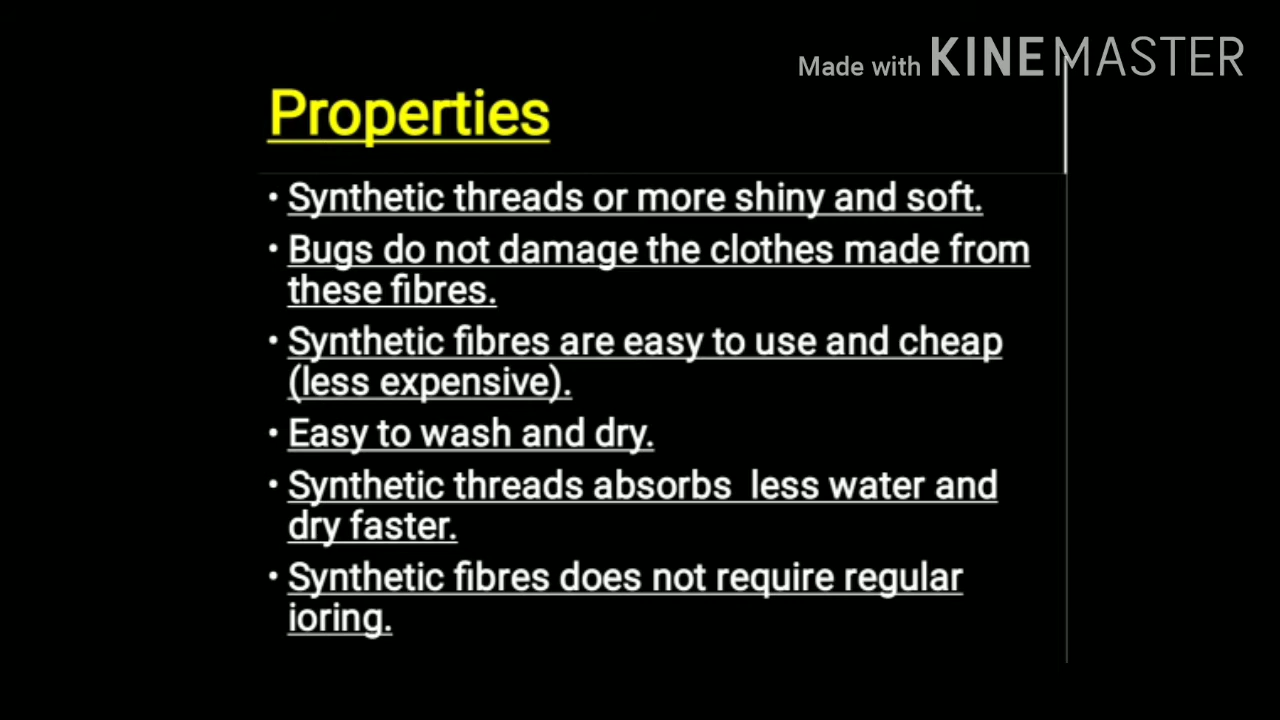 Made with KINEMASTER
Properties
• Synthetic threads or more shiny and soft.
• Bugs do not damage the clothes made from
these fibres.
• Synthetic fibres are easy to use and cheap
(less expensive).
• Easy to wash and dry.
• Synthetic threads absorbs  less water and
dry faster.
• Synthetic fibres does not require regular
ioring.